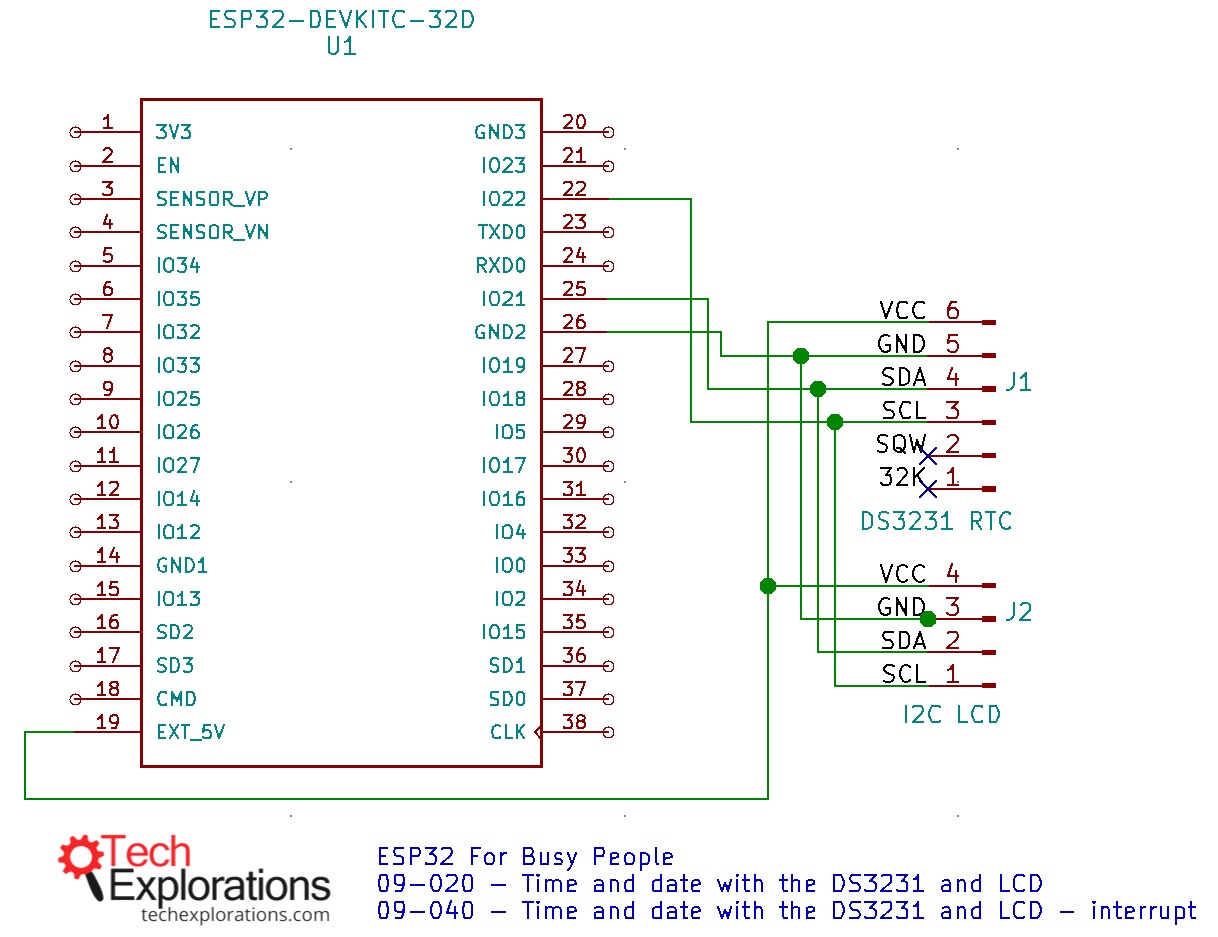 ESP32-DEVKITC-32D
U1
1 3V3 GND3 20
2 EN IO23 21
3 SENSOR_VP IO22 22
4 SENSOR_VN TXD0 23
5 IO34 RXD0 24
6 IO35 IO21 25
7 IO32 GND2 26
8 IO33 IO19 27
9 IO25 IO18 28
10 IO26 IO5 29
11 IO27 IO17 30
12 IO14 IO16 31
13 IO12 IO4 32
14 GND1 IO0 33
15 IO13 IO2 34
16 SD2 IO15 35
17 SD3 SD1 36
18 CMD SD0 37
19 EXT_5V CLK 38
VCC 6
GND 5
SDA 4 J1
SCL 3
SQW 2
32K 1
DS3231 RTC
VCC 4
GND 3 J2
SDA 2
SCL 1
I2C LCD
Tech
Explorations
techexplorations.com
ESP32 For Busy People
09-020 - Time and date with the DS3231 and LCD
09-040 - Time and date with the DS3231 and LCD - interrupt